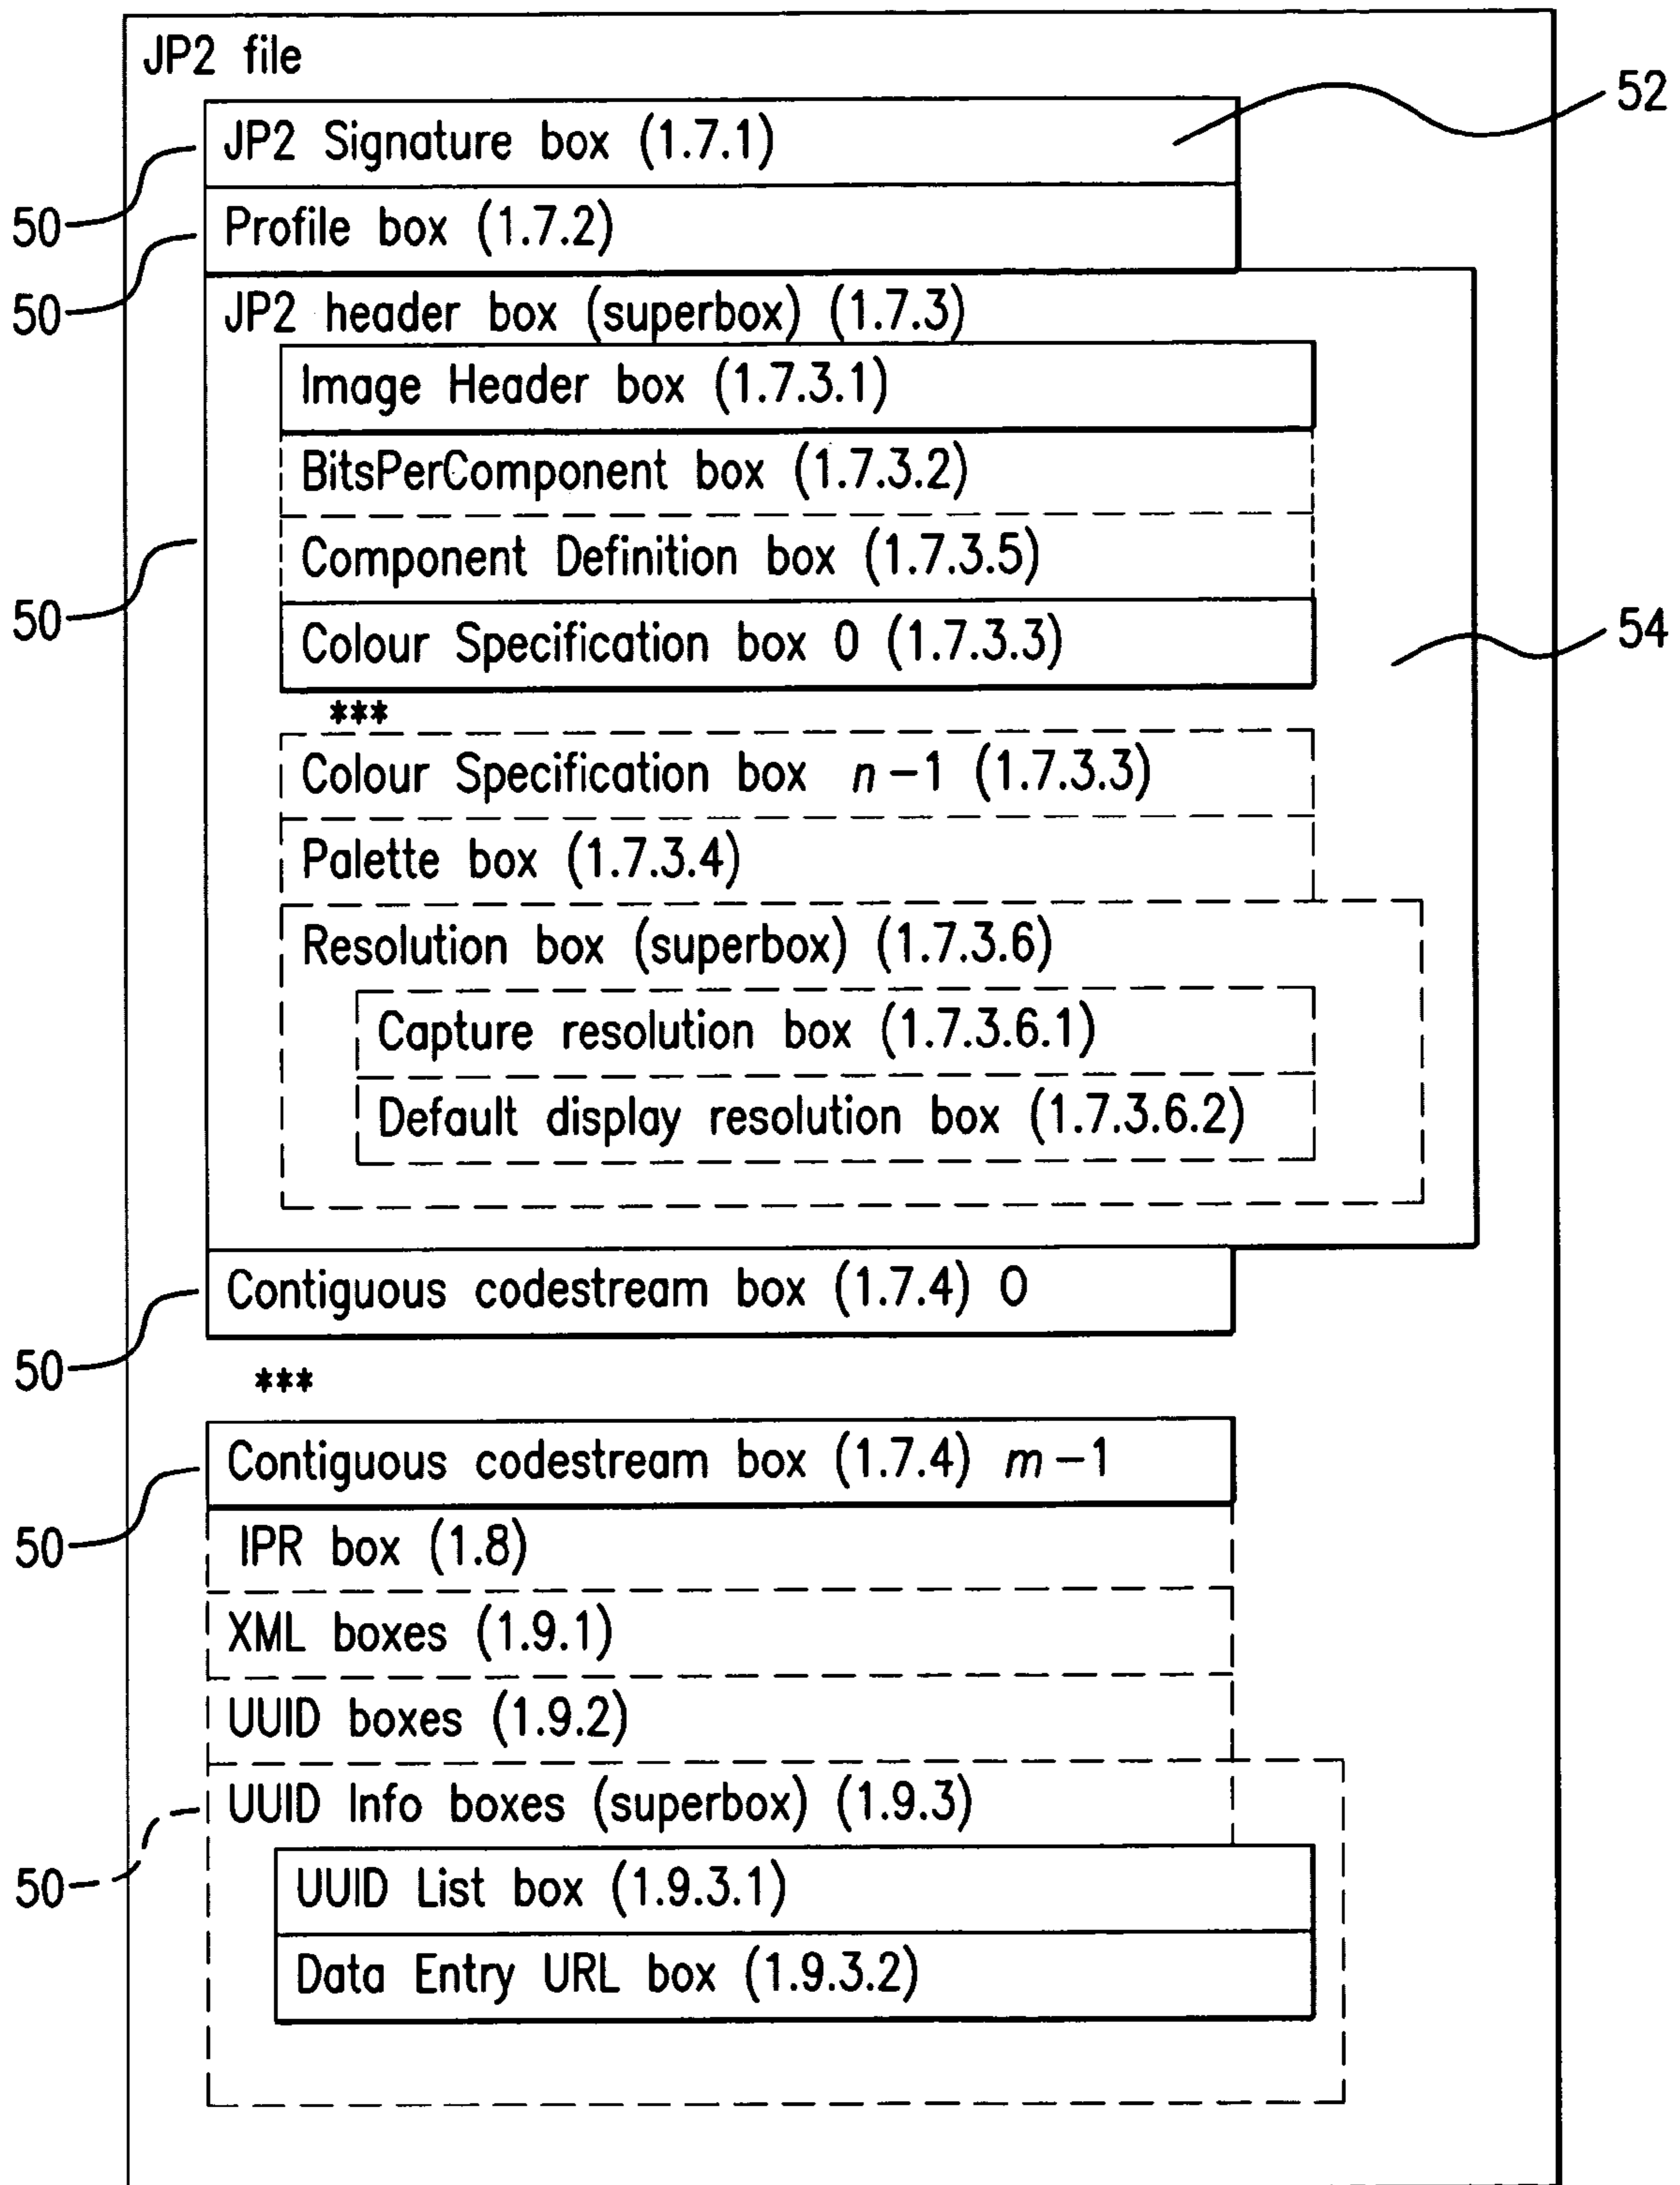 JP2 file
52
JP2 Signature box (1.7.1)
50
Profile box (1.7.2)
50
JP2 header box (superbox) (1.7.3)
Image Header box (1.7.3.1)
BitsPerComponent box (1.7.3.2)
Component Definition box (1.7.3.5)
50
Colour Specification box 0 (1.7.3.3)
54
***
Colour Specification box n-1 (1.7.3.3)
Palette box (1.7.3.4)
Resolution box (superbox) (1.7.3.6)
Capture resolution box (1.7.3.6.1)
Default display resolution box (1.7.3.6.2)
Contiguous codestream box (1.7.4) 0
50
***
Contiguous codestream box (1.7.4) m-1
50
IPR box (1.8)
XML boxes (1.9.1)
UUID boxes (1.9.2)
UUID Info boxes (superbox) (1.9.3)
50
UUID List box (1.9.3.1)
Data Entry URL box (1.9.3.2)